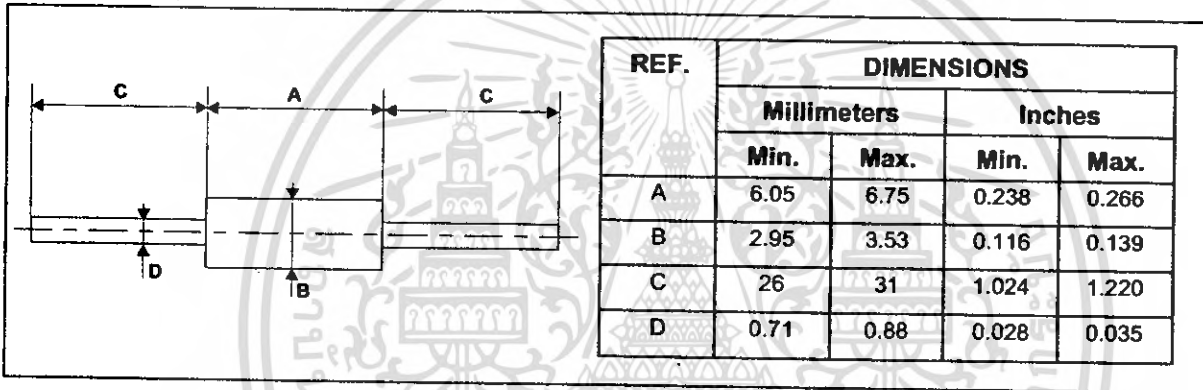 C A C
D
B
REF. DIMENSIONS
Millimeters Inches
Min. Max. Min. Max.
A 6.05 6.75 0.238 0.266
B 2.95 3.53 0.116 0.139
C 26 31 1.024 1.220
D 0.71 0.88 0.028 0.035